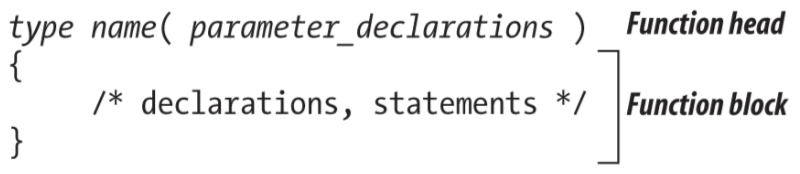 type name( parameter_declarations ) Function head
{
/* declarations, statements */ Function block
}